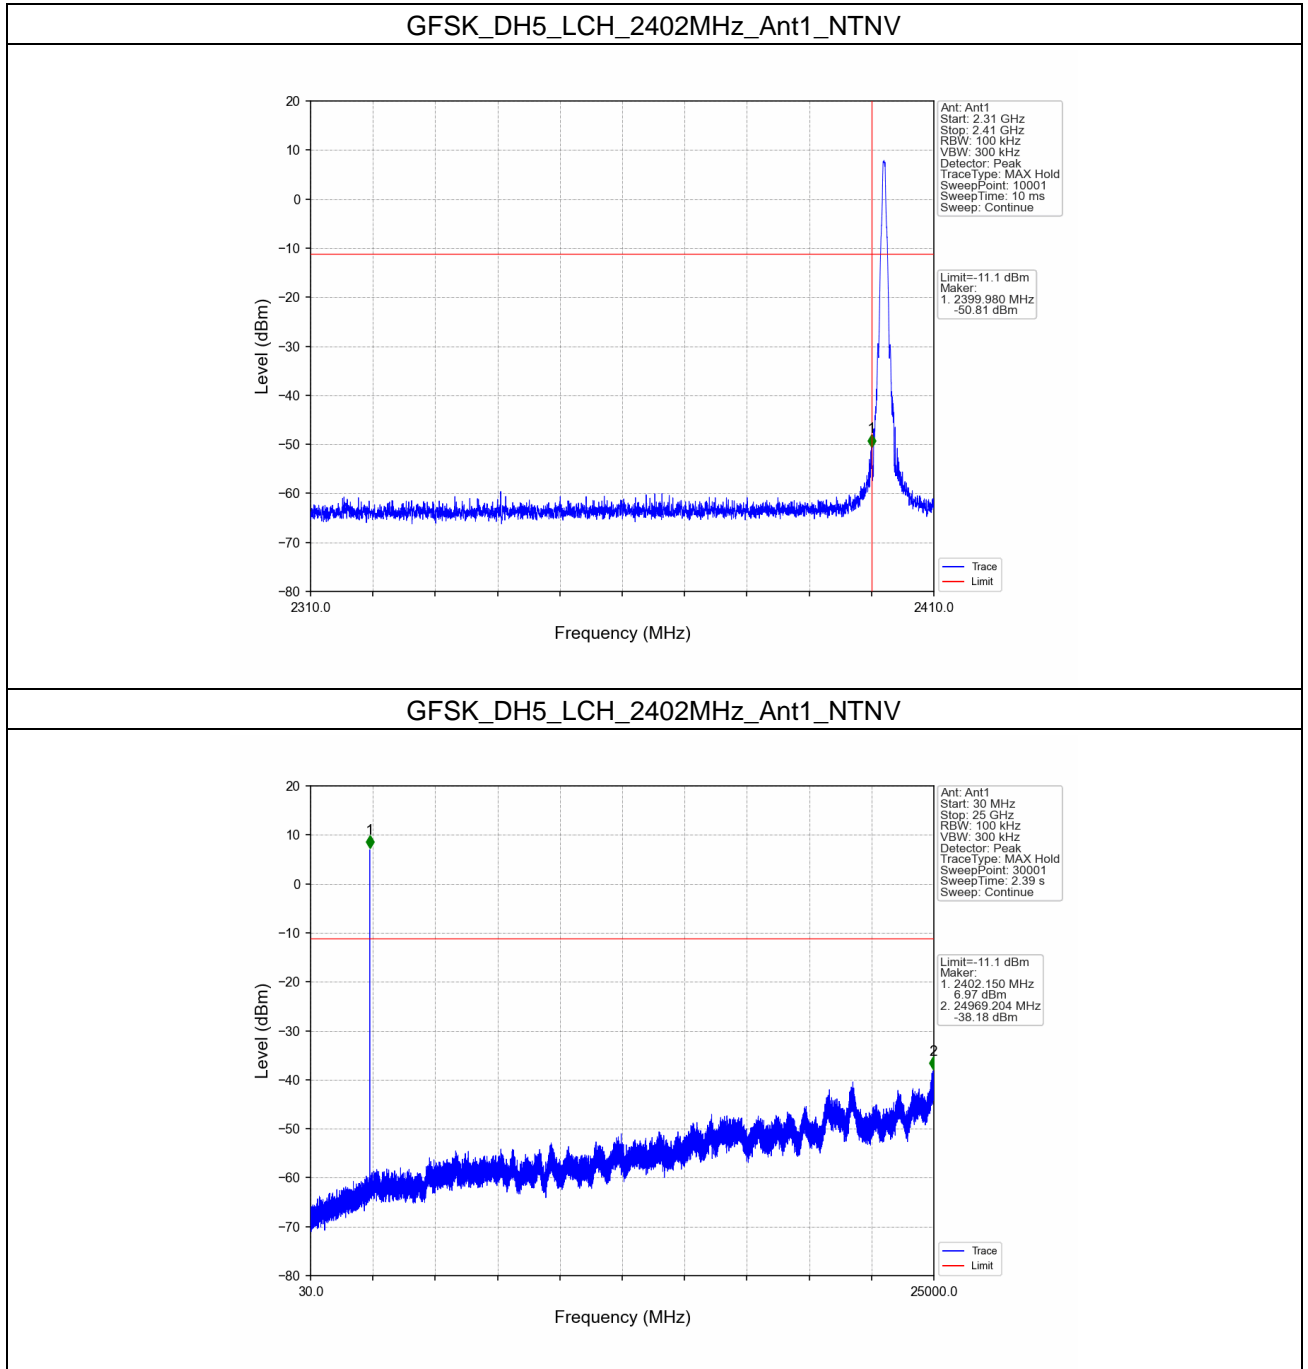 GFSK_DH5_LCH_2402MHz_Ant1_NTNV
20
10
0
−10
−20
−30
−40
−50
−60
−70
−80
Level (dBm)
2310.0
2410.0
Frequency (MHz)
1
Ant: Ant1
Start: 2.31 GHz
Stop: 2.41 GHz
RBW: 100 kHz
VBW: 300 kHz
Detector: Peak
TraceType: MAX Hold
SweepPoint: 10001
SweepTime: 10 ms
Sweep: Continue
Limit=-11.1 dBm
Maker:
1. 2399.980 MHz
-50.81 dBm
Trace
Limit
GFSK_DH5_LCH_2402MHz_Ant1_NTNV
20
10
0
−10
−20
−30
−40
−50
−60
−70
−80
Level (dBm)
30.0
25000.0
Frequency (MHz)
1
2
Ant: Ant1
Start: 30 MHz
Stop: 25 GHz
RBW: 100 kHz
VBW: 300 kHz
Detector: Peak
TraceType: MAX Hold
SweepPoint: 30001
SweepTime: 2.39 s
Sweep: Continue
Limit=-11.1 dBm
Maker:
1. 2402.150 MHz
6.97 dBm
2. 24969.204 MHz
-38.18 dBm
Trace
Limit